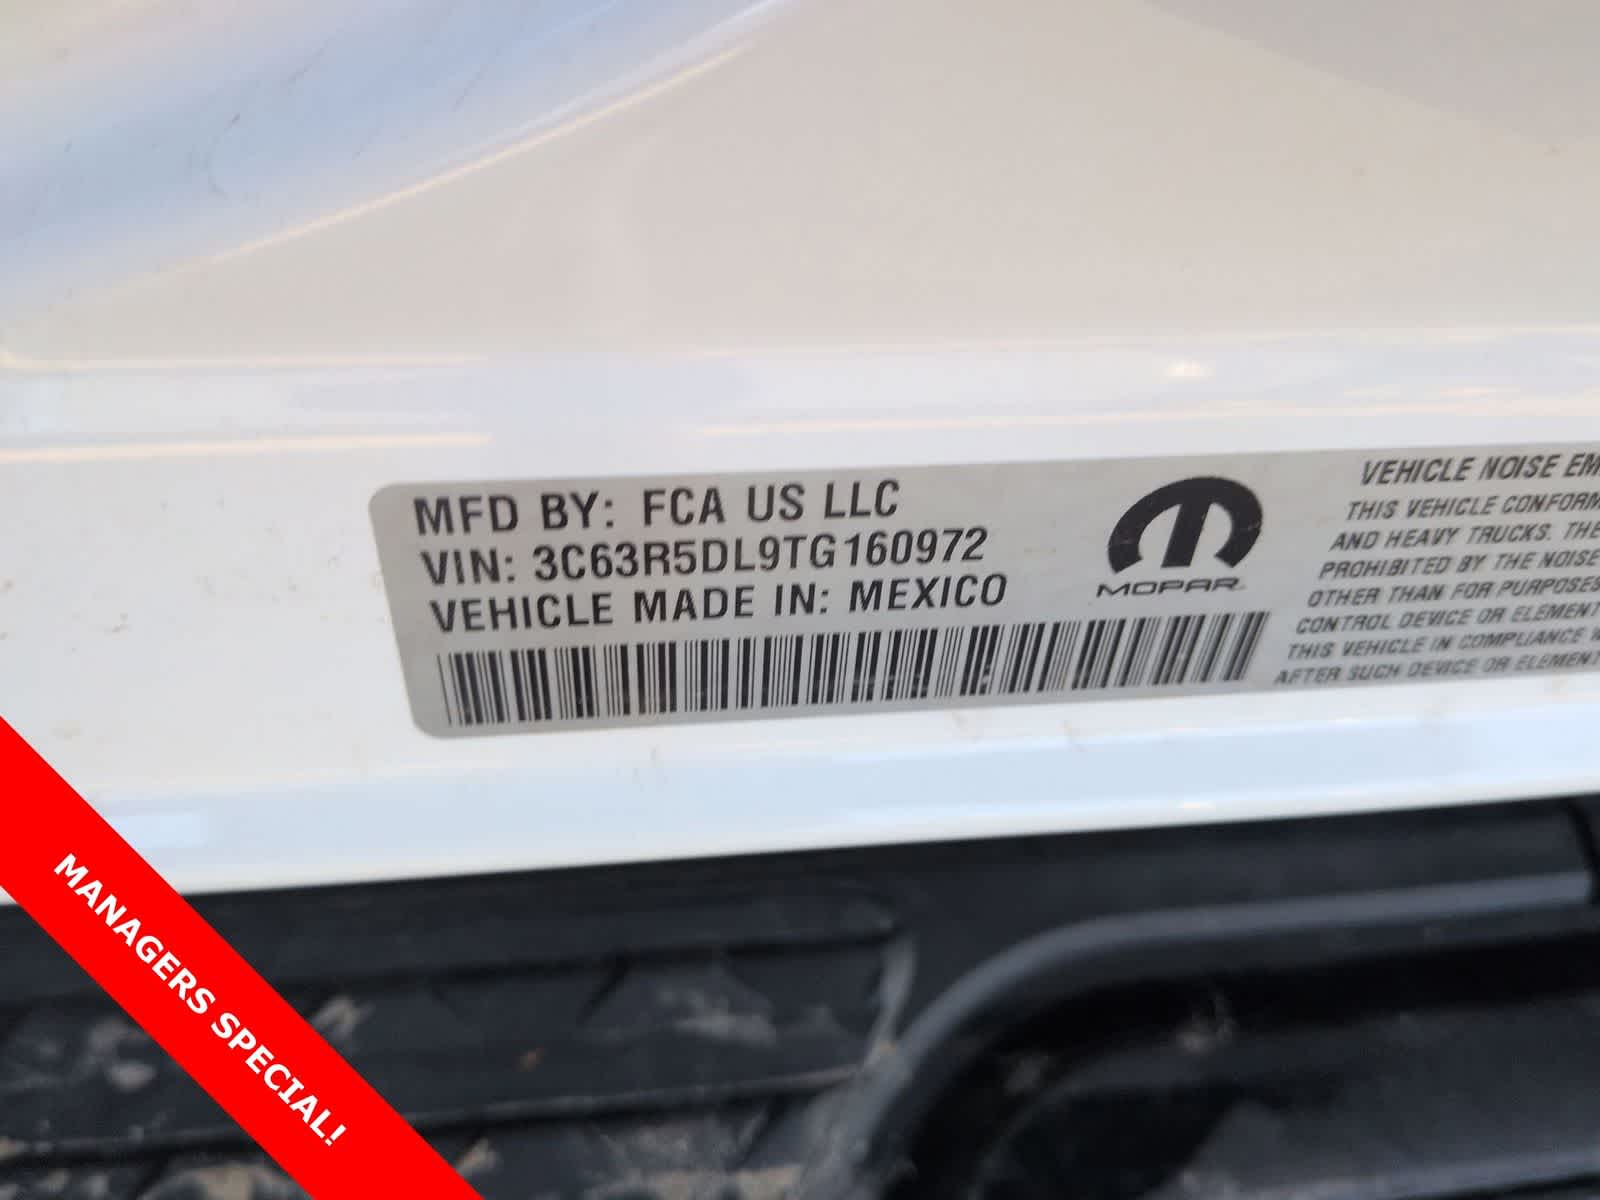 MFD BY: FCA US LLC
VIN: 3C63R5DL9TG160972
VEHICLE MADE IN: MEXICO
MOPAR
VEHICLE NOISE EM
THIS VEHICLE CONFORM
AND HEAVY TRUCKS. THE
PROHIBITED BY THE NOISE
OTHER THAN FOR PURPOSES
CONTROL DEVICE OR ELEMENT
THIS VEHICLE IN COMPLIANCE W
AFTER SUCH DEVICE OR ELEMENT
MANAGERS SPECIAL!